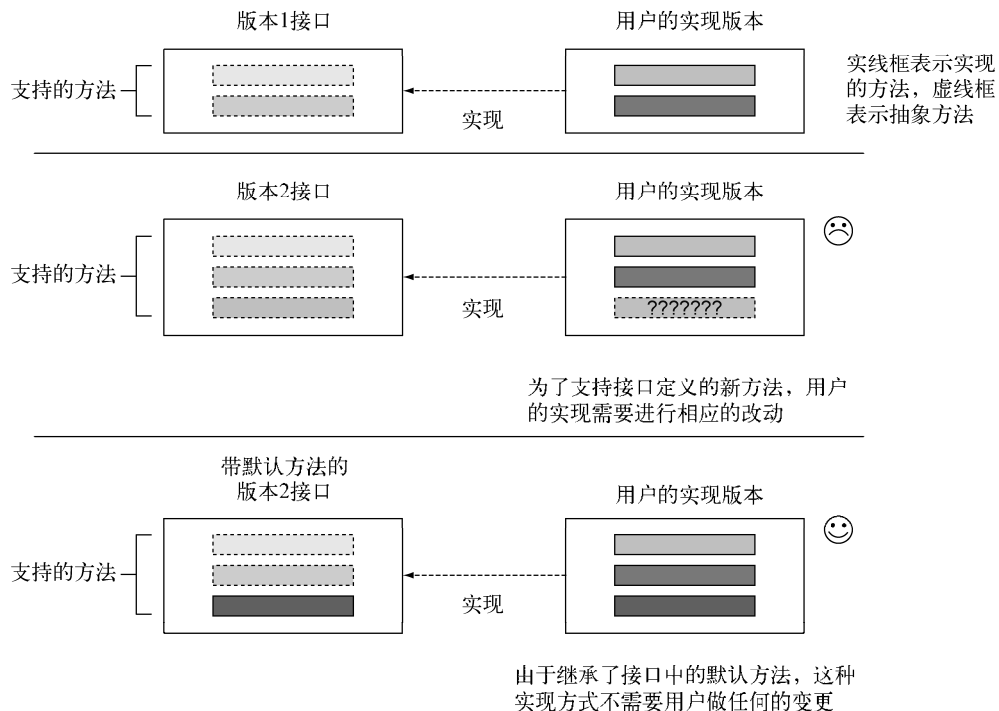 版本1接口
用户的实现版本
支持的方法
实现
实线框表示实现
的方法，虚线框
表示抽象方法
版本2接口
用户的实现版本
支持的方法
实现
???????
为了支持接口定义的新方法，用户
的实现需要进行相应的改动
带默认方法的
版本2接口
用户的实现版本
支持的方法
实现
由于继承了接口中的默认方法，这种
实现方式不需要用户做任何的变更